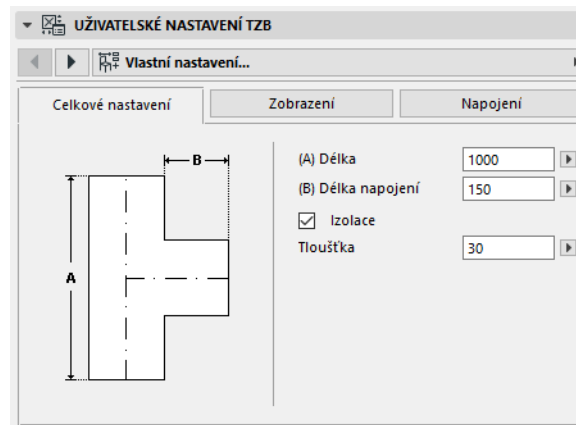 UŽIVATELSKÉ NASTAVENÍ TZB
Vlastní nastavení...
Celkové nastavení
Zobrazení
Napojení
B
A
(A) Délka
1000
(B) Délka napojení
150
Izolace
Tloušťka
30